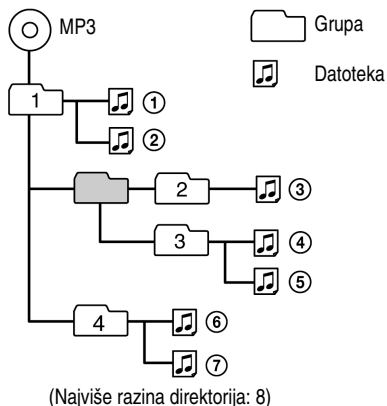 MP3
Grupa
Datoteka
1
①
②
2
③
3
④
⑤
4
⑥
⑦
(Najviše razina direktorija: 8)